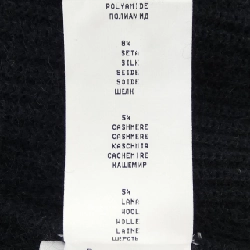 POLYAMIDE
ПОЛИАМИД
8%
SETA
SILK
SEIDE
SOIE
ШЕЛК
5%
CASHMERE
CASHMERE
KASCHMIR
CACHEMIRE
КАШЕМИР
5%
LANA
WOOL
WOLLE
LAINE
ШЕРСТЬ